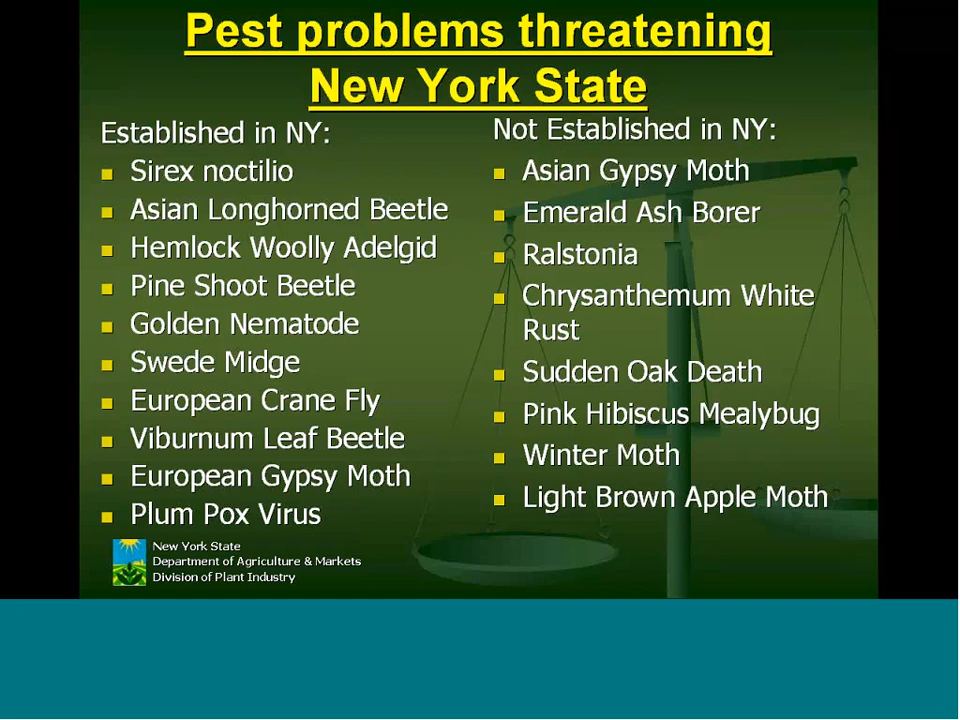 Pest problems threatening
New York State
Established in NY:
Sirex noctilio
Asian Longhorned Beetle
Hemlock Woolly Adelgid
Pine Shoot Beetle
Golden Nematode
Swede Midge
European Crane Fly
Viburnum Leaf Beetle
European Gypsy Moth
Plum Pox Virus
Not Established in NY:
Asian Gypsy Moth
Emerald Ash Borer
Ralstonia
Chrysanthemum White
Rust
Sudden Oak Death
Pink Hibiscus Mealybug
Winter Moth
Light Brown Apple Moth
New York State
Department of Agriculture & Markets
Division of Plant Industry